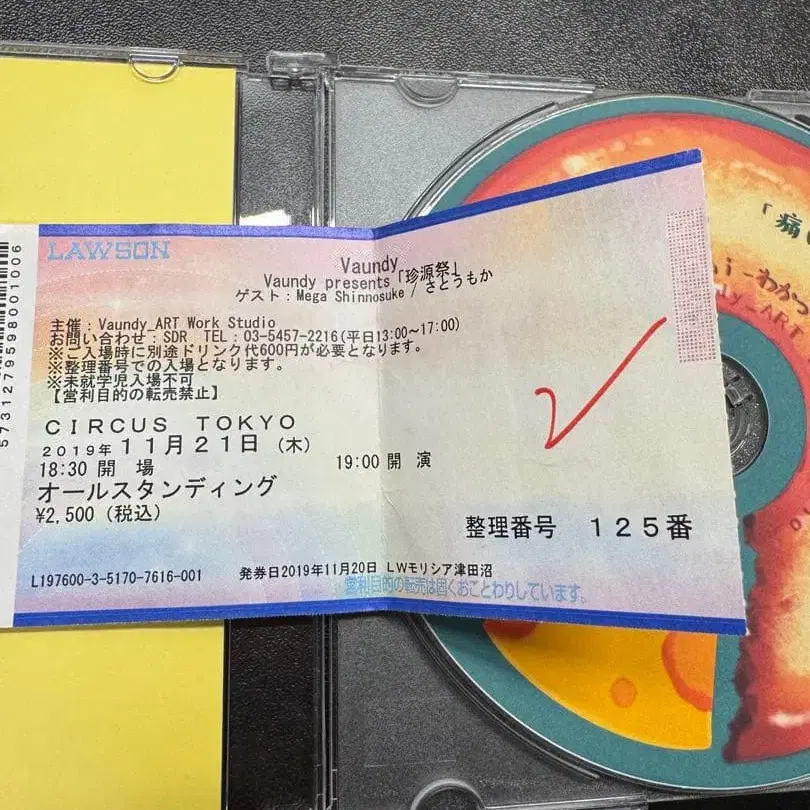 LAWSON
Vaundy
Vaundy presents「珍源祭」
ゲスト：Mega Shinnosuke / さとうもか
主催：Vaundy_ART Work Studio
お問い合わせ：SDR TEL：03-5457-2216(平日13:00～17:00)
※ご入場時に別途ドリンク代600円が必要となります。
※整理番号での入場となります。
※未就学児入場不可
【営利目的の転売禁止】
CIRCUS TOKYO
2019年11月21日（木）
18:30 開 場 19:00 開 演
オールスタンディング
¥2,500（税込）
整理番号 125番
L197600-3-5170-7616-001 発券日2019年11月20日 LWモリシア津田沼
営利目的の転売は固くおことわりしています。
5731279598001006
「痛
i-わかつ
dy_ART